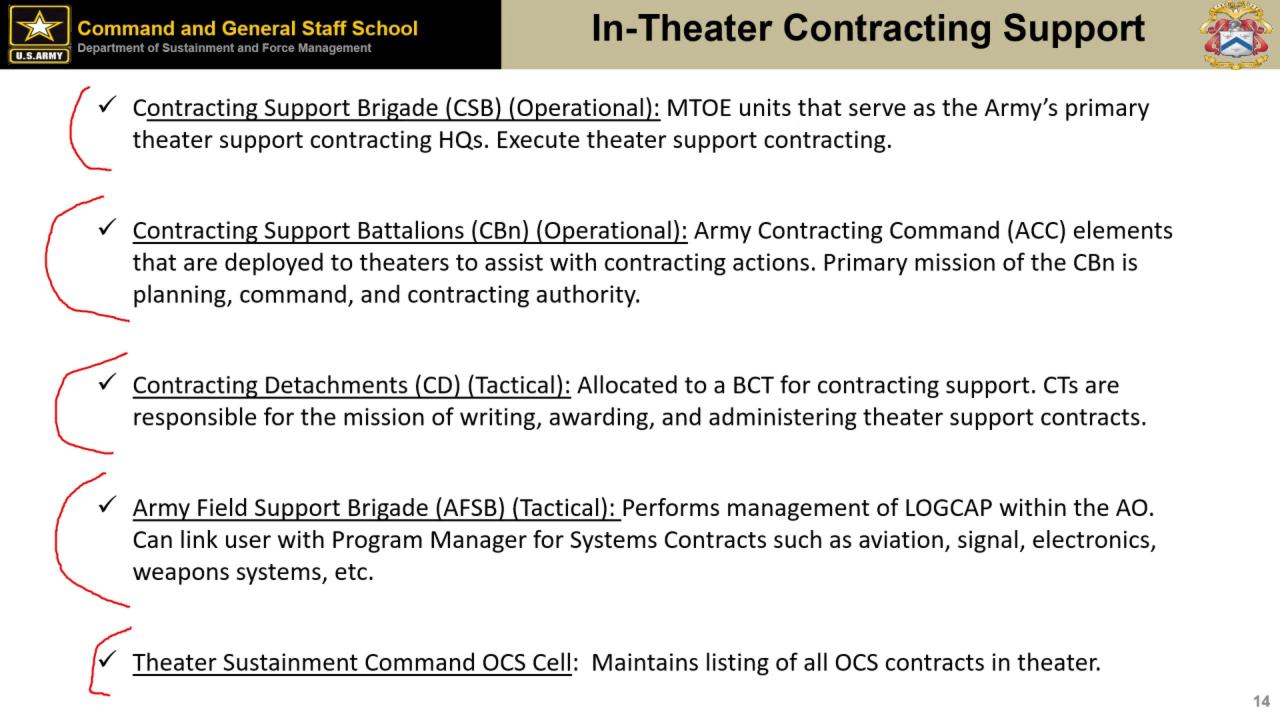 U.S.ARMY
Command and General Staff School
Department of Sustainment and Force Management
In-Theater Contracting Support
✓ Contracting Support Brigade (CSB) (Operational): MTOE units that serve as the Army’s primary
theater support contracting HQs. Execute theater support contracting.
✓ Contracting Support Battalions (CBn) (Operational): Army Contracting Command (ACC) elements
that are deployed to theaters to assist with contracting actions. Primary mission of the CBn is
planning, command, and contracting authority.
✓ Contracting Detachments (CD) (Tactical): Allocated to a BCT for contracting support. CTs are
responsible for the mission of writing, awarding, and administering theater support contracts.
✓ Army Field Support Brigade (AFSB) (Tactical): Performs management of LOGCAP within the AO.
Can link user with Program Manager for Systems Contracts such as aviation, signal, electronics,
weapons systems, etc.
✓ Theater Sustainment Command OCS Cell: Maintains listing of all OCS contracts in theater.
14